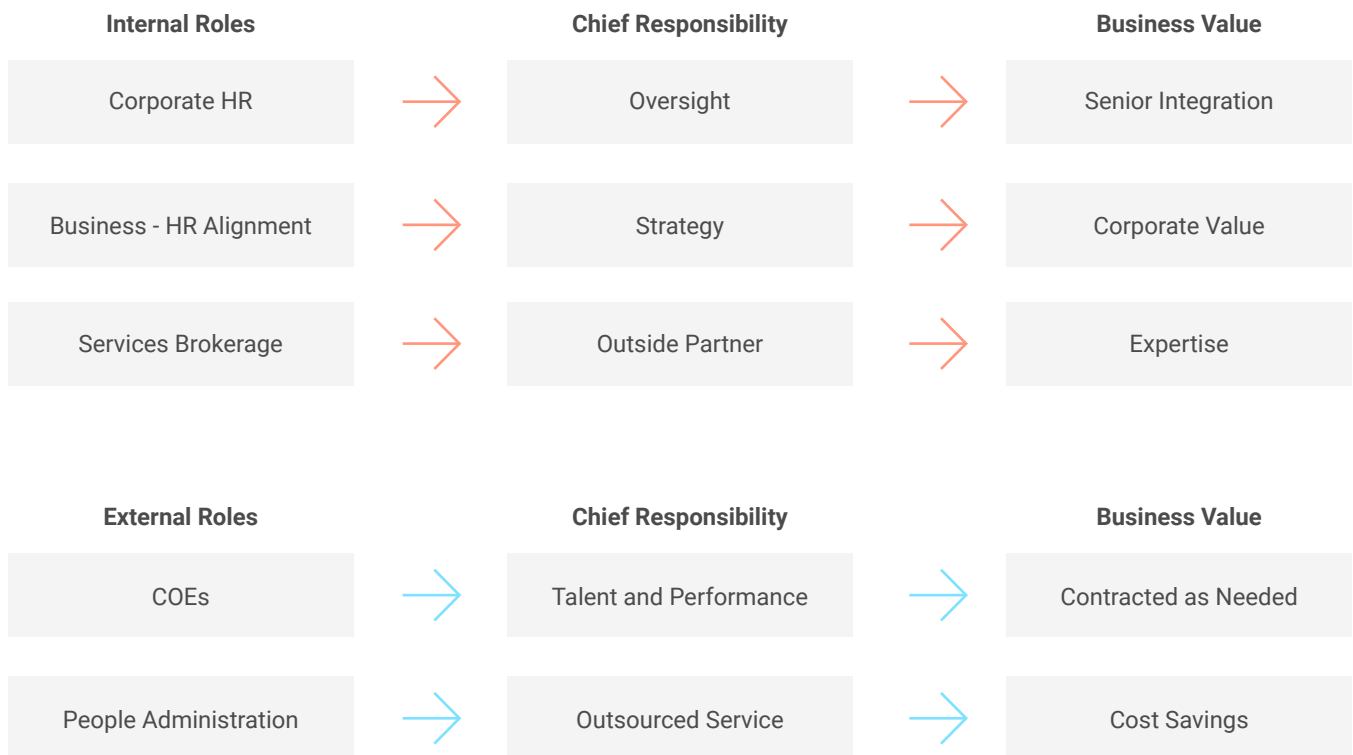 Internal Roles
Chief Responsibility
Business Value
Corporate HR
Oversight
Senior Integration
Business - HR Alignment
Strategy
Corporate Value
Services Brokerage
Outside Partner
Expertise
External Roles
Chief Responsibility
Business Value
COEs
Talent and Performance
Contracted as Needed
People Administration
Outsourced Service
Cost Savings